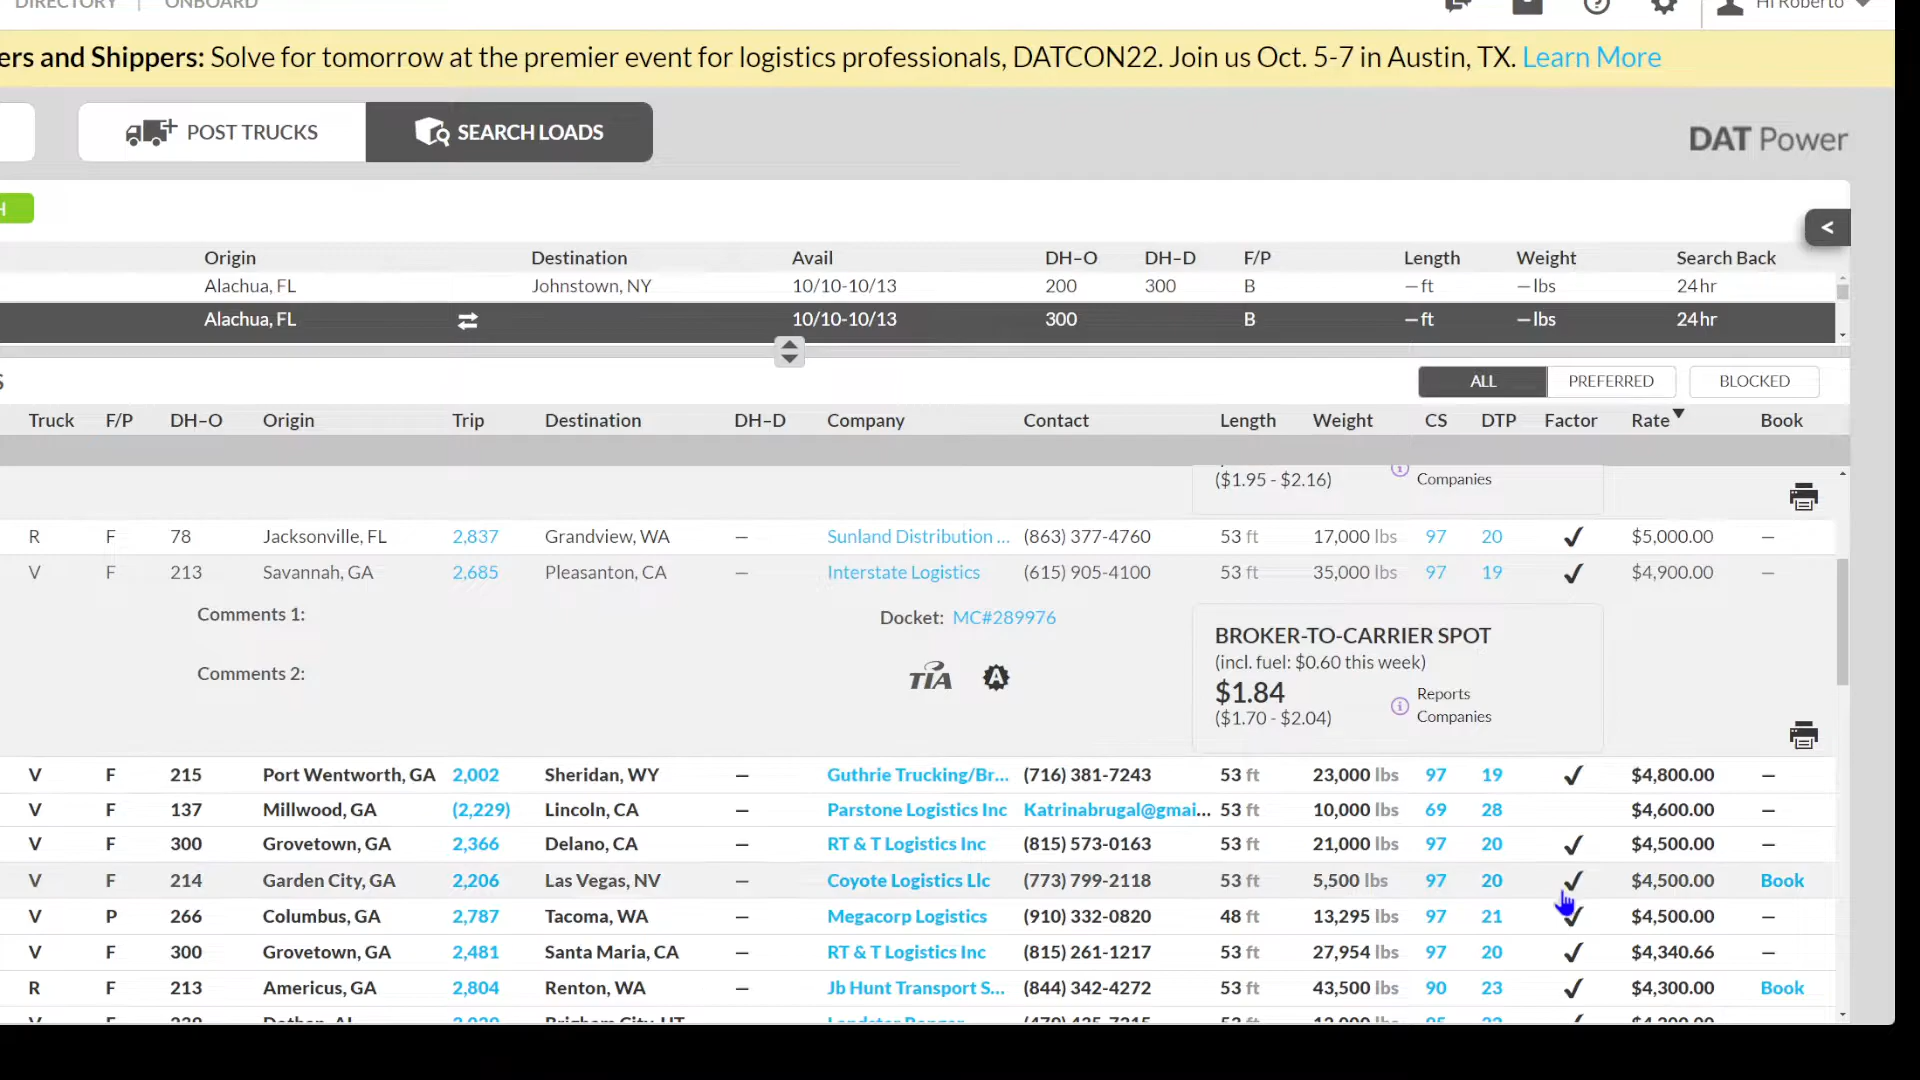 DIRECTORY | ONBOARD Hi Roberto
ers and Shippers: Solve for tomorrow at the premier event for logistics professionals, DATCON22. Join us Oct. 5-7 in Austin, TX. Learn More
POST TRUCKS SEARCH LOADS DAT Power
H
<
Origin Destination Avail DH–O DH–D F/P Length Weight Search Back
Alachua, FL Johnstown, NY 10/10-10/13 200 300 B —ft —lbs 24hr
Alachua, FL 10/10-10/13 300 B —ft —lbs 24hr
S ALL PREFERRED BLOCKED
Truck F/P DH–O Origin Trip Destination DH–D Company Contact Length Weight CS DTP Factor Rate Book
($1.95 - $2.16) Companies
R F 78 Jacksonville, FL 2,837 Grandview, WA — Sunland Distribution ... (863) 377-4760 53 ft 17,000 lbs 97 20 ✓ $5,000.00 —
V F 213 Savannah, GA 2,685 Pleasanton, CA — Interstate Logistics (615) 905-4100 53 ft 35,000 lbs 97 19 ✓ $4,900.00 —
Comments 1: Docket: MC#289976
BROKER-TO-CARRIER SPOT
(incl. fuel: $0.60 this week)
Comments 2: TIA A
$1.84 Reports
($1.70 - $2.04) Companies
V F 215 Port Wentworth, GA 2,002 Sheridan, WY — Guthrie Trucking/Br... (716) 381-7243 53 ft 23,000 lbs 97 19 ✓ $4,800.00 —
V F 137 Millwood, GA (2,229) Lincoln, CA — Parstone Logistics Inc Katrinabrugal@gmai... 53 ft 10,000 lbs 69 28 $4,600.00 —
V F 300 Grovetown, GA 2,366 Delano, CA — RT & T Logistics Inc (815) 573-0163 53 ft 21,000 lbs 97 20 ✓ $4,500.00 —
V F 214 Garden City, GA 2,206 Las Vegas, NV — Coyote Logistics Llc (773) 799-2118 53 ft 5,500 lbs 97 20 ✓ $4,500.00 Book
V P 266 Columbus, GA 2,787 Tacoma, WA — Megacorp Logistics (910) 332-0820 48 ft 13,295 lbs 97 21 ✓ $4,500.00 —
V F 300 Grovetown, GA 2,481 Santa Maria, CA — RT & T Logistics Inc (815) 261-1217 53 ft 27,954 lbs 97 20 ✓ $4,340.66 —
R F 213 Americus, GA 2,804 Renton, WA — Jb Hunt Transport S... (844) 342-4272 53 ft 43,500 lbs 90 23 ✓ $4,300.00 Book